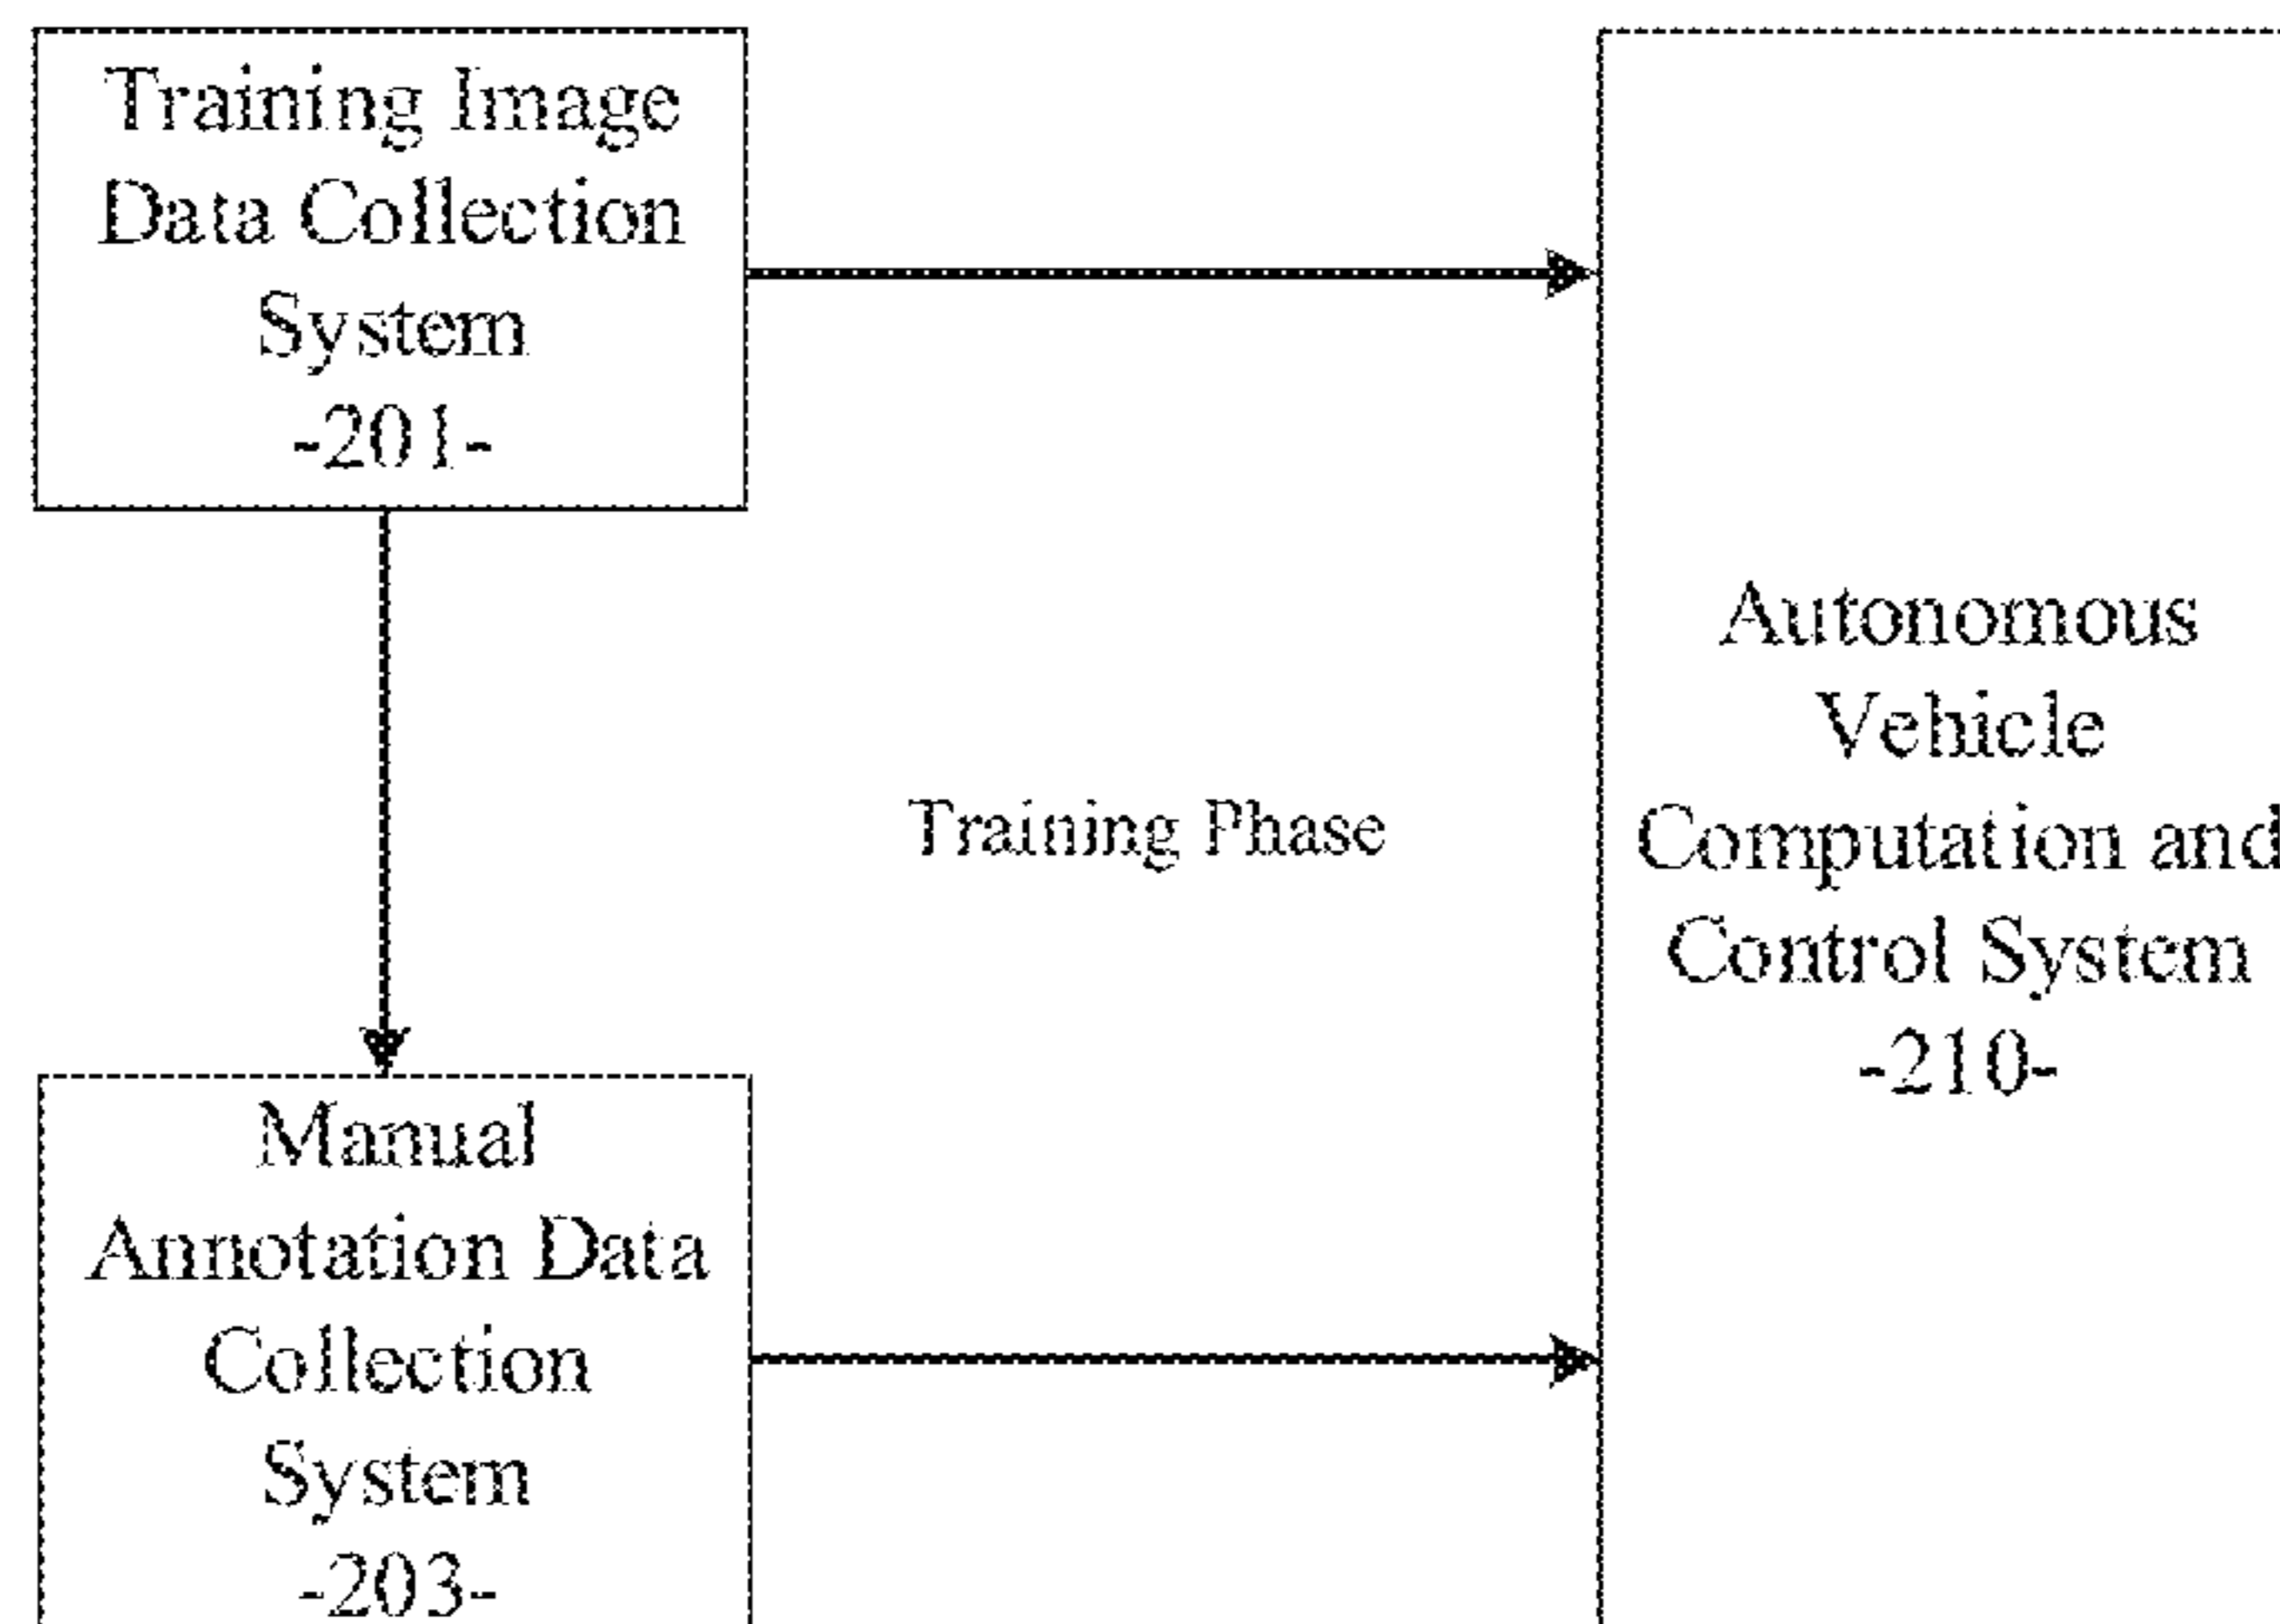 Training Image
Data Collection
System
-201-
Training Phase
Autonomous
Vehicle
Computation and
Control System
-210-
Manual
Annotation Data
Collection
System
-203-